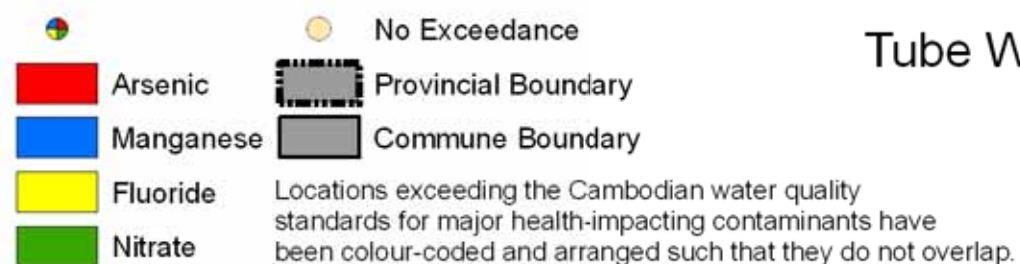 No Exceedance
Tube
Arsenic
Provincial Boundary
Manganese
Commune Boundary
Fluoride
Locations exceeding the Cambodian water quality
standards for major health-impacting contaminants have
Nitrate
been colour-coded and arranged such that they do not overlap.